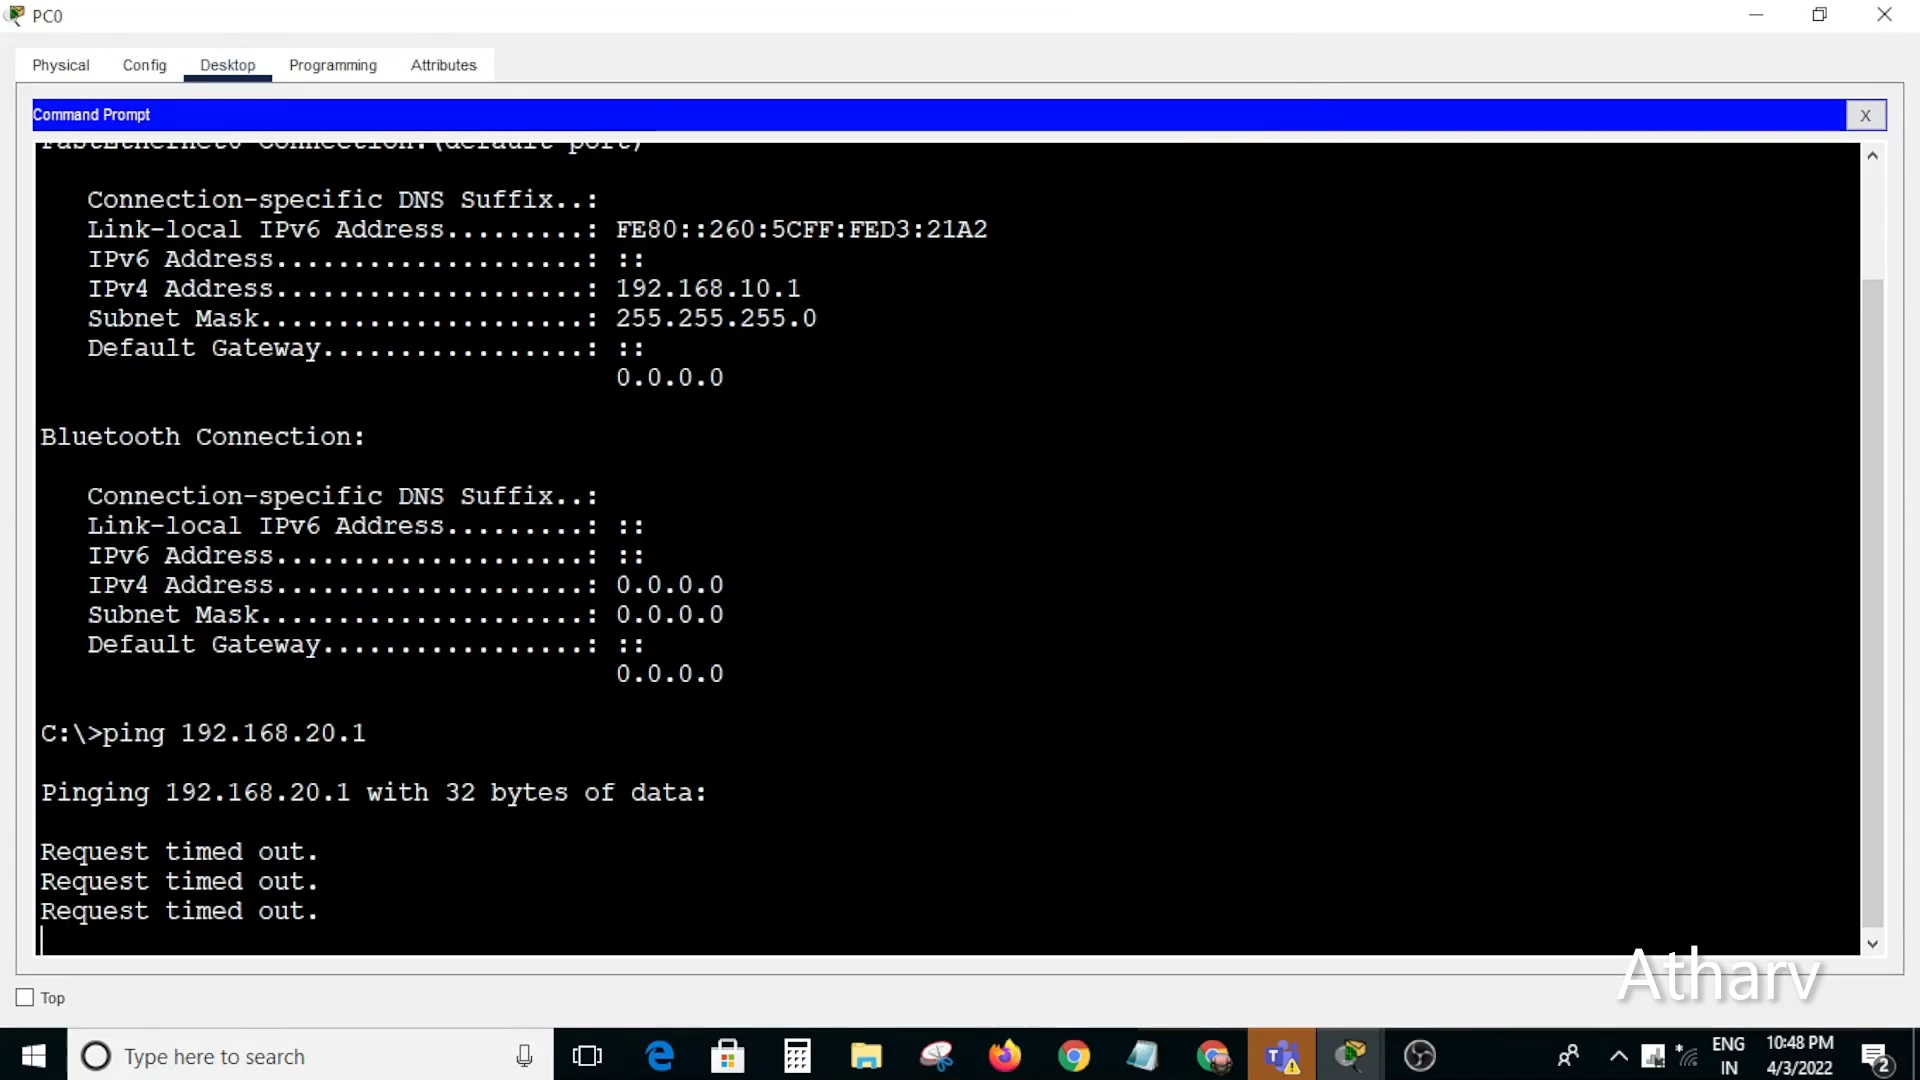 PC0
Physical Config Desktop Programming Attributes
Command Prompt
X
FastEthernet0 Connection:(default port)
Connection-specific DNS Suffix..:
Link-local IPv6 Address.........: FE80::260:5CFF:FED3:21A2
IPv6 Address....................: ::
IPv4 Address....................: 192.168.10.1
Subnet Mask.....................: 255.255.255.0
Default Gateway.................: ::
0.0.0.0
Bluetooth Connection:
Connection-specific DNS Suffix..:
Link-local IPv6 Address.........: ::
IPv6 Address....................: ::
IPv4 Address....................: 0.0.0.0
Subnet Mask.....................: 0.0.0.0
Default Gateway.................: ::
0.0.0.0
C:\>ping 192.168.20.1
Pinging 192.168.20.1 with 32 bytes of data:
Request timed out.
Request timed out.
Request timed out.
Atharv
Top
Type here to search
ENG
IN
10:48 PM
4/3/2022
2